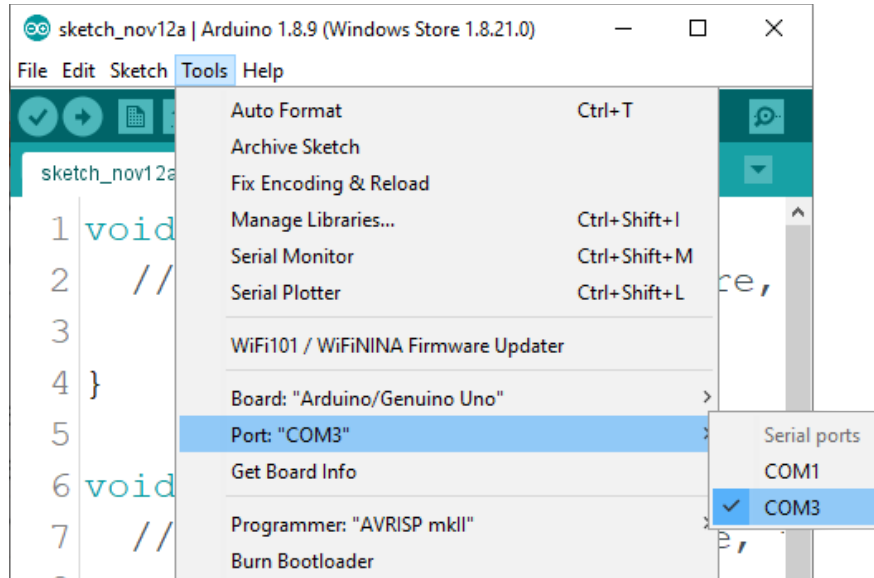 sketch_nov12a | Arduino 1.8.9 (Windows Store 1.8.21.0)
File Edit Sketch Tools Help
Auto Format Ctrl+T
Archive Sketch
sketch_nov12a
Fix Encoding & Reload
1 void
Manage Libraries... Ctrl+Shift+I
Serial Monitor Ctrl+Shift+M
2 // re,
Serial Plotter Ctrl+Shift+L
3
WiFi101 / WiFiNINA Firmware Updater
4 }
Board: "Arduino/Genuino Uno"
5
Port: "COM3"
Serial ports
Get Board Info
COM1
6 void
COM3
Programmer: "AVRISP mkII"
7 // e,
Burn Bootloader